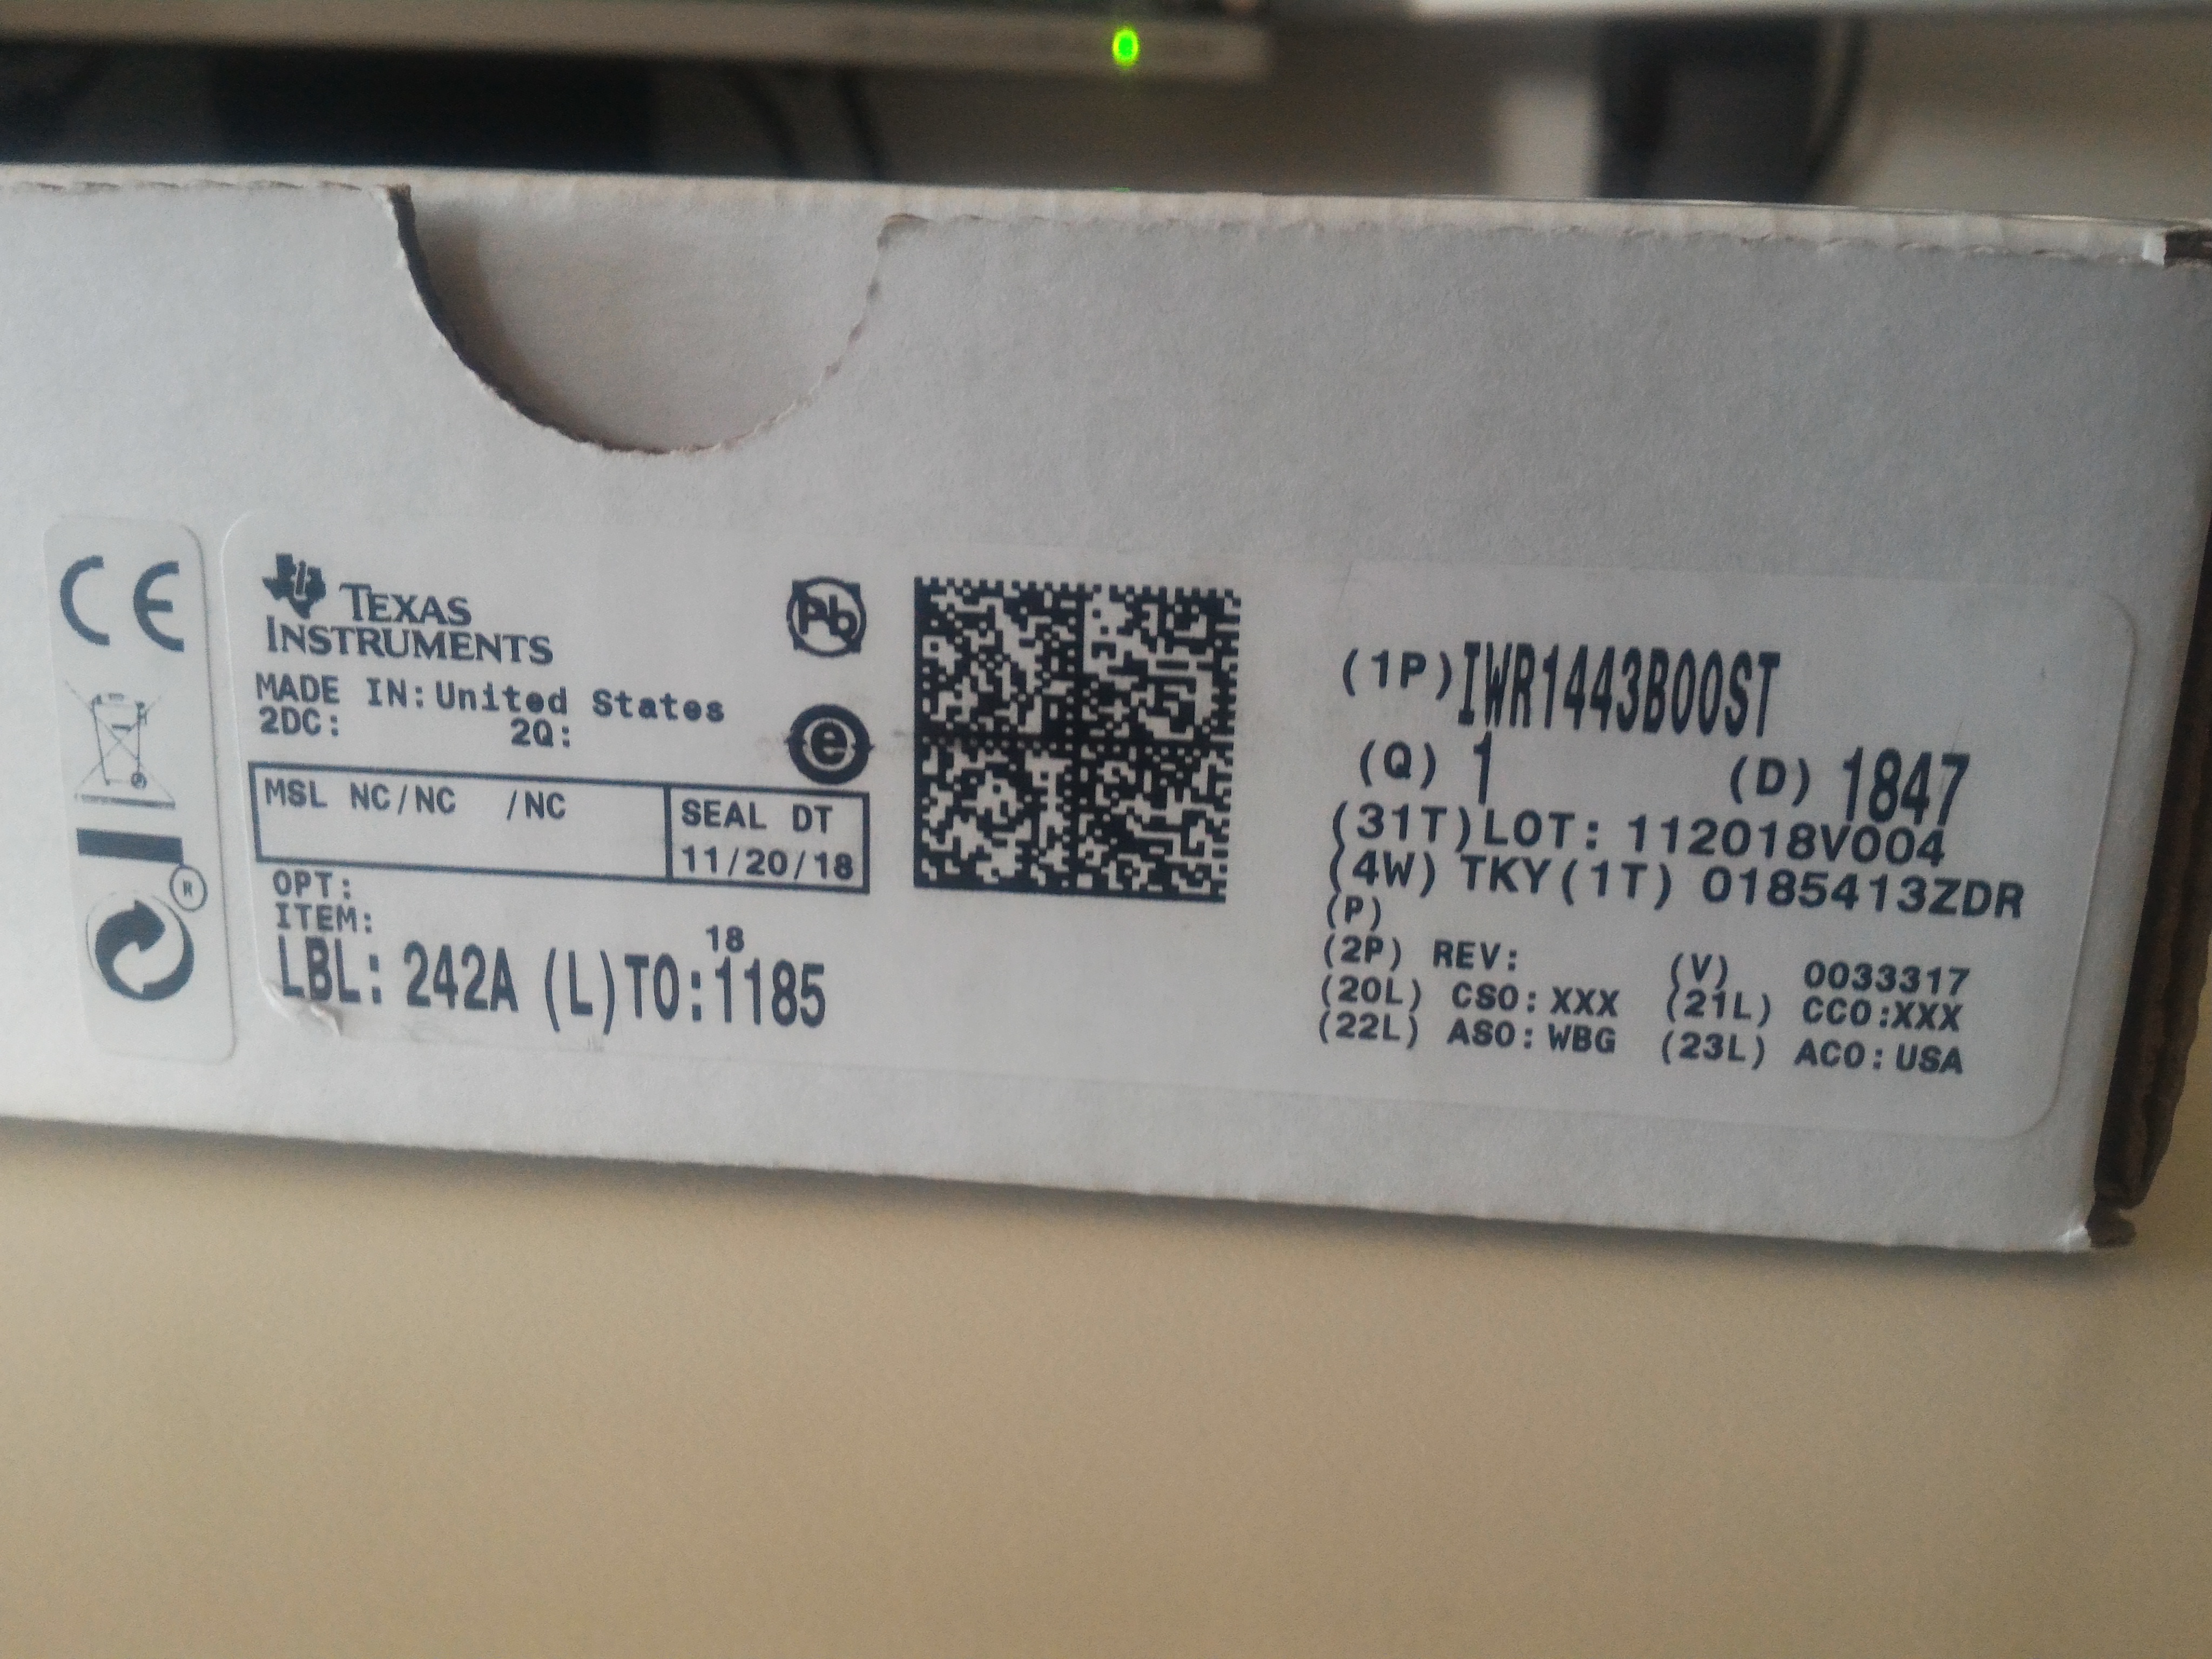 CE
TEXAS
INSTRUMENTS
MADE IN: United States
2DC: 2Q:
MSL NC/NC /NC
SEAL DT
11/20/18
OPT:
ITEM:
18
LBL: 242A (L)TO:1185
Pb
e
R
(1P)IWR1443B00ST
(Q) 1 (D) 1847
(31T)LOT: 112018V004
(4W) TKY(1T) 0185413ZDR
(P)
(2P) REV: (V) 0033317
(20L) CSO: XXX (21L) CCO:XXX
(22L) ASO: WBG (23L) ACO: USA